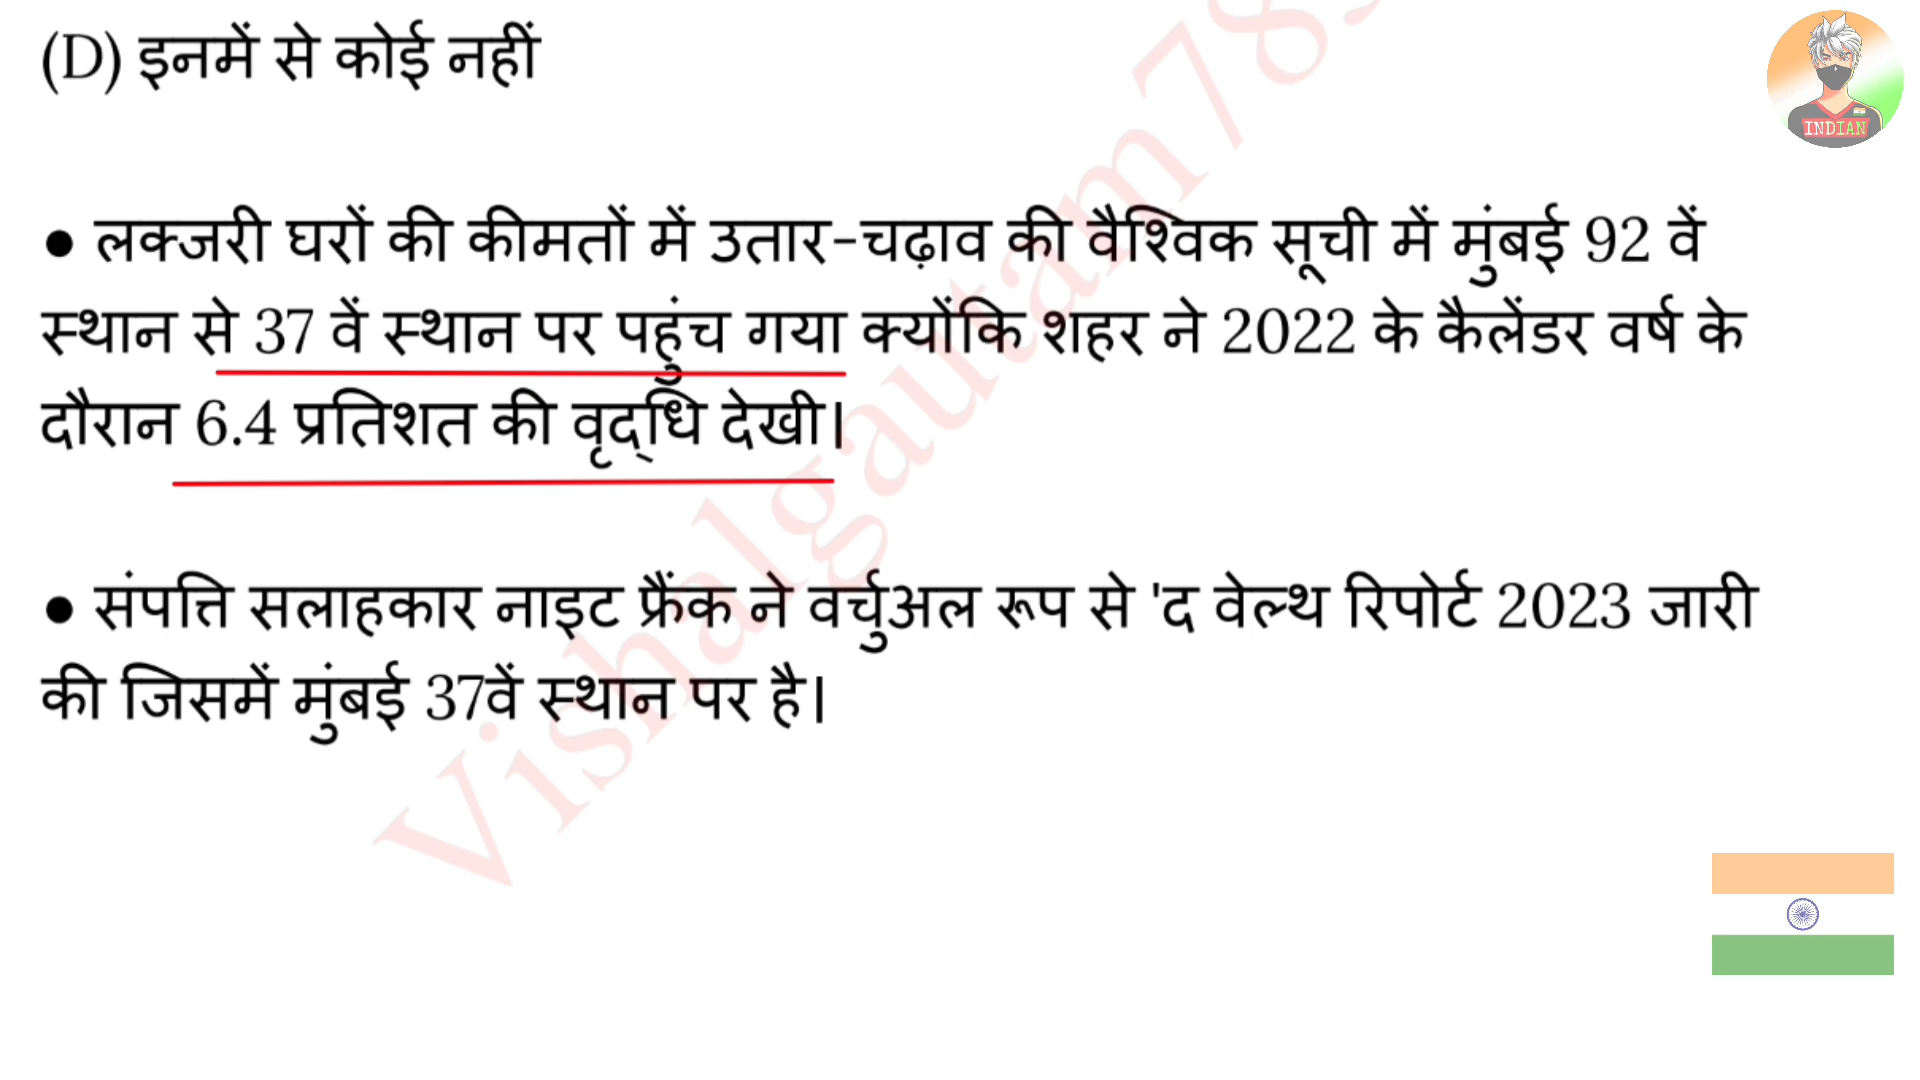 (D) इनमें से कोई नहीं
INDIAN
● लक्जरी घरों की कीमतों में उतार-चढ़ाव की वैश्विक सूची में मुंबई 92 वें
स्थान से 37 वें स्थान पर पहुंच गया क्योंकि शहर ने 2022 के कैलेंडर वर्ष के
दौरान 6.4 प्रतिशत की वृद्धि देखी|
● संपत्ति सलाहकार नाइट फ्रैंक ने वर्चुअल रूप से 'द वेल्थ रिपोर्ट 2023 जारी
की जिसमें मुंबई 37वें स्थान पर है|
Vishalgautam78